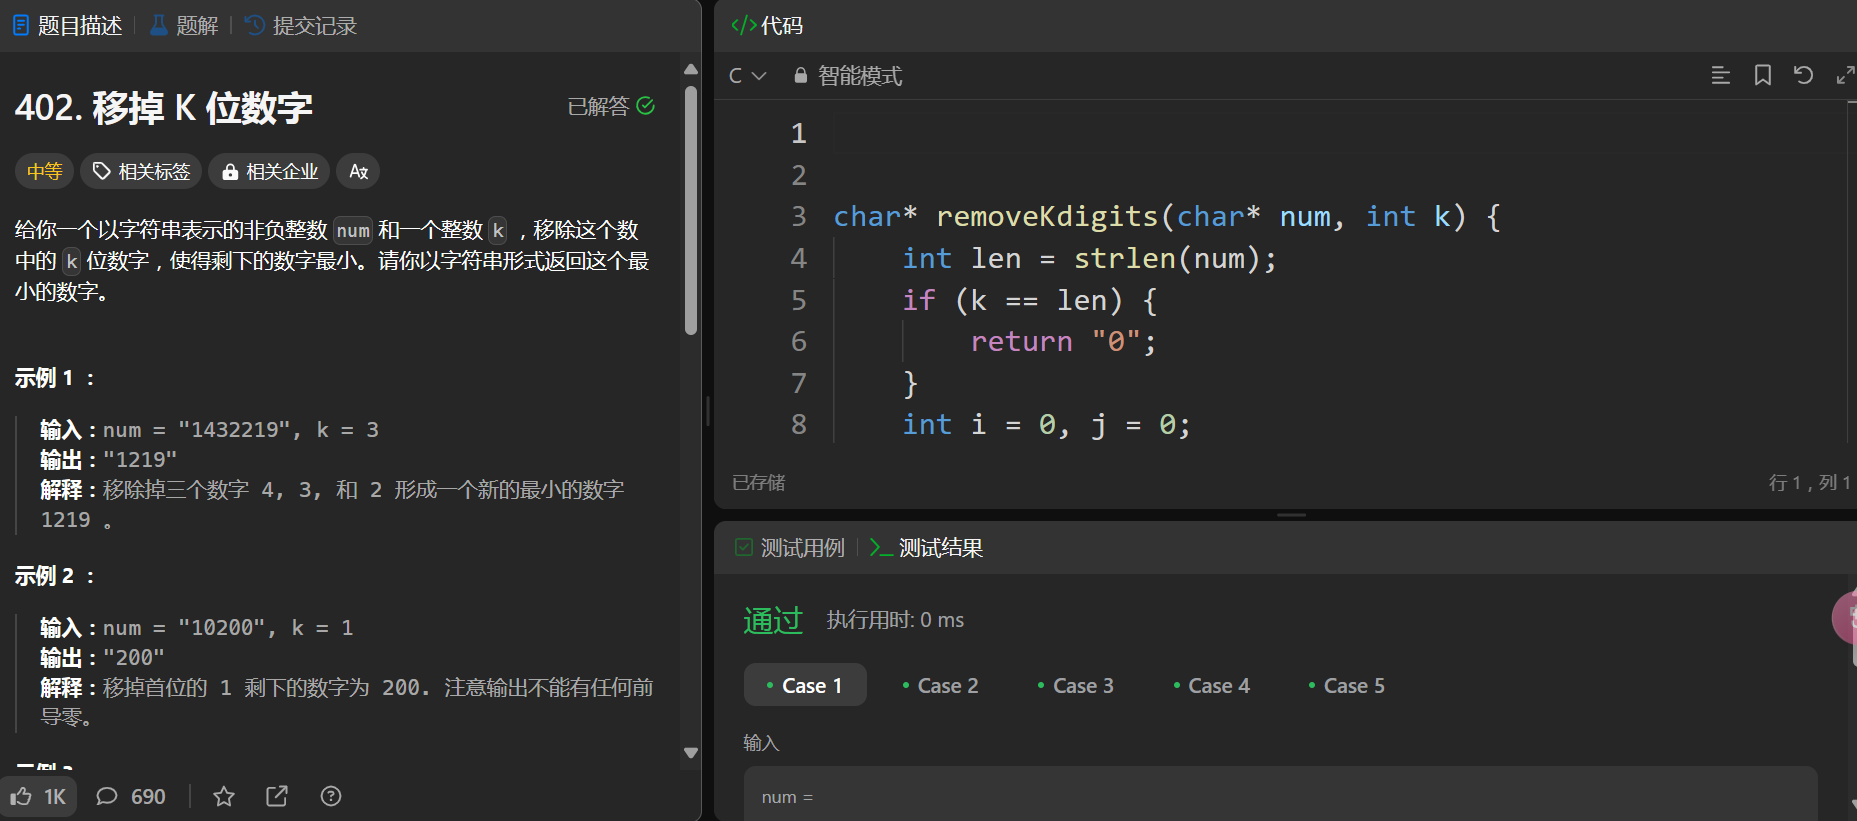 题目描述 | 题解 | 提交记录
402. 移掉 K 位数字
已解答
中等 相关标签 相关企业
给你一个以字符串表示的非负整数 num 和一个整数 k ，移除这个数
中的 k 位数字，使得剩下的数字最小。请你以字符串形式返回这个最
小的数字。
示例 1 ：
输入：num = "1432219", k = 3
输出："1219"
解释：移除掉三个数字 4, 3, 和 2 形成一个新的最小的数字
1219 。
示例 2 ：
输入：num = "10200", k = 1
输出："200"
解释：移掉首位的 1 剩下的数字为 200. 注意输出不能有任何前
导零。
1K 690
</>代码
C 智能模式
1
2
3 char* removeKdigits(char* num, int k) {
4 int len = strlen(num);
5 if (k == len) {
6 return "0";
7 }
8 int i = 0, j = 0;
已存储
行 1，列 1
测试用例 | >_ 测试结果
通过 执行用时: 0 ms
Case 1 Case 2 Case 3 Case 4 Case 5
输入
num =